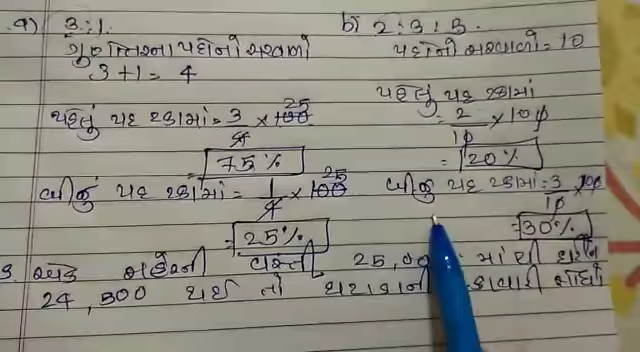 a) 3:1.
ગુણોત્તરના પદોનો સરવાળો
3+1 = 4
પહેલું પદ ટકામાં = 3/4 × 100 25
75%
બીજું પદ ટકામાં = 1/4 × 100 25
= 25%
b) 2:3:5.
પદોનો સરવાળો = 10
પહેલું પદ ટકામાં
= 2/10 × 100
= 20%
બીજું પદ ટકામાં = 3/10 × 100
= 30%
3. એક શહેરની વસ્તી 25, માંથી ઘટીને
24,500 થઈ તો ઘટાડાની ટકાવારી શોધો